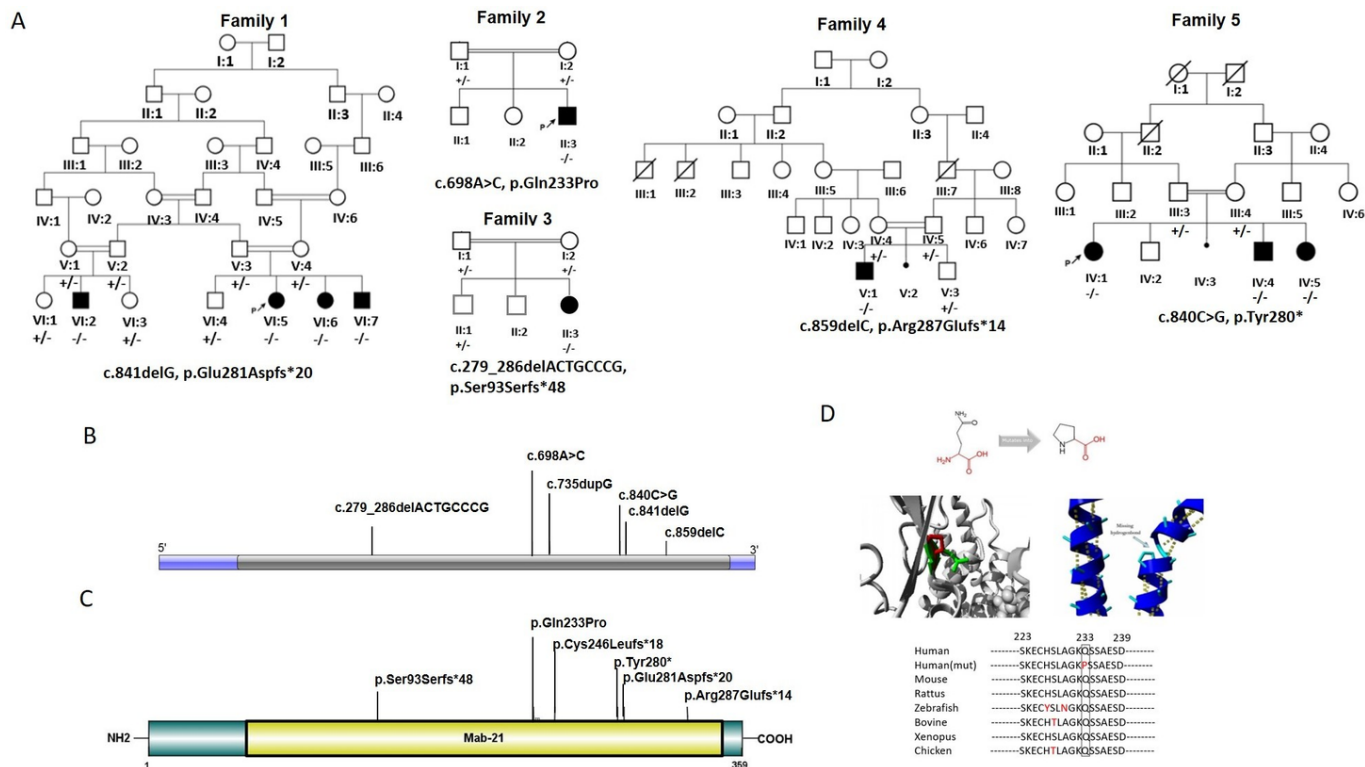 A
Family 1
I:1 I:2
II:1 II:2 II:3 II:4
III:1 III:2 III:3 IV:4 III:5 III:6
IV:1 IV:2 IV:3 IV:4 IV:5 IV:6
V:1 V:2 V:3 V:4
+/- +/- +/- +/-
P
VI:1 VI:2 VI:3 VI:4 VI:5 VI:6 VI:7
+/- -/- +/- +/- -/- -/- -/-
c.841delG, p.Glu281Aspfs*20
Family 2
I:1 I:2
+/- +/-
P
II:1 II:2 II:3
-/-
c.698A>C, p.Gln233Pro
Family 3
I:1 I:2
+/- +/-
II:1 II:2 II:3
+/- -/-
c.279_286delACTGCCCG,
p.Ser93Serfs*48
Family 4
I:1 I:2
II:1 II:2 II:3 II:4
III:1 III:2 III:3 III:4 III:5 III:6 III:7 III:8
IV:1 IV:2 IV:3 IV:4 IV:5 IV:6 IV:7
+/- +/-
V:1 V:2 V:3
-/- +/-
c.859delC, p.Arg287Glufs*14
Family 5
I:1 I:2
II:1 II:2 II:3 II:4
III:1 III:2 III:3 III:4 III:5 IV:6
+/- +/-
P
IV:1 IV:2 IV:3 IV:4 IV:5
-/- -/- -/-
c.840C>G, p.Tyr280*
B
c.279_286delACTGCCCG
c.698A>C
c.735dupG
c.840C>G
c.841delG
c.859delC
5' 3'
C
p.Ser93Serfs*48
p.Gln233Pro
p.Cys246Leufs*18
p.Tyr280*
p.Glu281Aspfs*20
p.Arg287Glufs*14
NH2 Mab-21 COOH
1 359
D
NH₂
O
H₂N OH
O
Mutates into
N
H
OH
O
Missing
hydrogenbond
223 233 239
Human -------SKECHSLAGKQSSAESD--------
Human(mut) -------SKECHSLAGKPSSAESD--------
Mouse -------SKECHSLAGKQSSAESD--------
Rattus -------SKECHSLAGKQSSAESD--------
Zebrafish -------SKECYSLNGKQSSAESD--------
Bovine -------SKECHTLAGKQSSAESD--------
Xenopus -------SKECHSLAGKQSSAESD--------
Chicken -------SKECHTLAGKQSSAESD--------